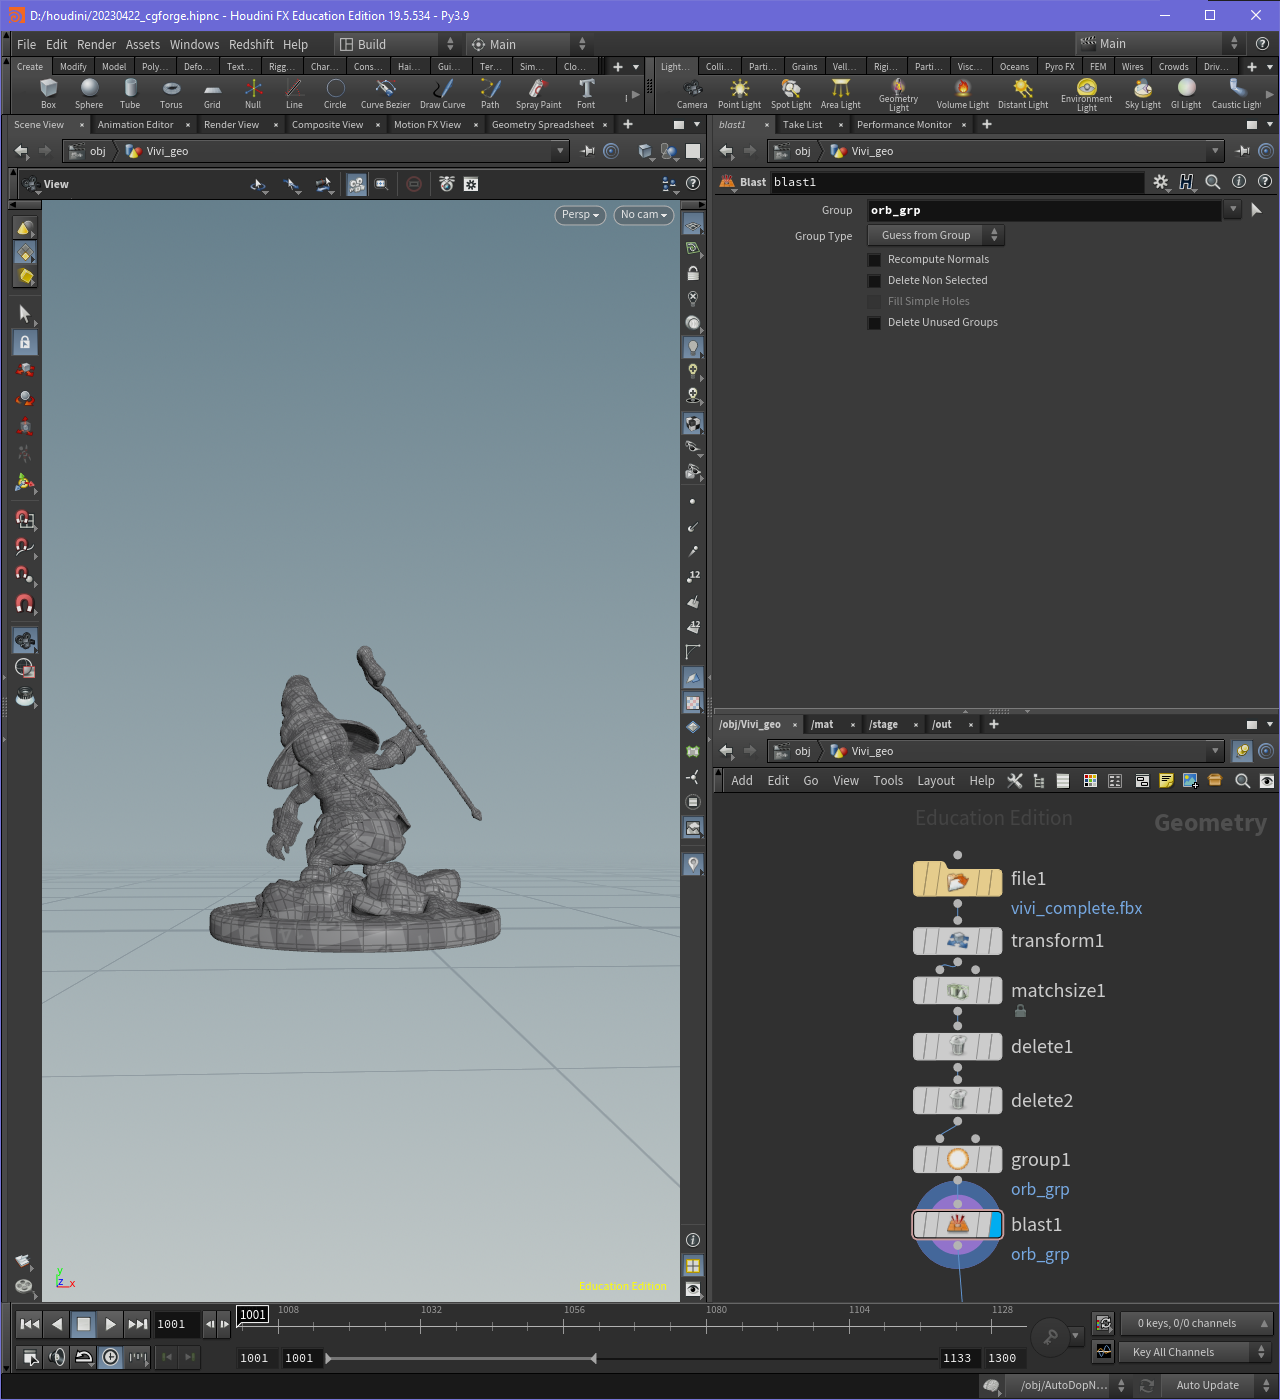 D:/houdini/20230422_cgforge.hipnc - Houdini FX Education Edition 19.5.534 - Py3.9
File Edit Render Assets Windows Redshift Help Build Main Main
Create Modify Model Poly... Defo... Text... Rigg... Char... Cons... Hai... Gui... Ter... Sim... Clo... Light... Colli... Parti... Grains Vell... Rigi... Parti... Visc... Oceans Pyro FX FEM Wires Crowds Driv...
Box Sphere Tube Torus Grid Null Line Circle Curve Bezier Draw Curve Path Spray Paint Font Camera Point Light Spot Light Area Light Geometry Light Volume Light Distant Light Environment Light Sky Light GI Light Caustic Light
Scene View Animation Editor Render View Composite View Motion FX View Geometry Spreadsheet
obj Vivi_geo
View
Persp No cam
12
12
Education Edition
y
z x
blast1 Take List Performance Monitor
obj Vivi_geo
Blast blast1
Group orb_grp
Group Type Guess from Group
Recompute Normals
Delete Non Selected
Fill Simple Holes
Delete Unused Groups
/obj/Vivi_geo /mat /stage /out
obj Vivi_geo
Add Edit Go View Tools Layout Help
Education Edition Geometry
file1
vivi_complete.fbx
transform1
matchsize1
delete1
delete2
group1
orb_grp
blast1
orb_grp
1001 1001 1008 1032 1056 1080 1104 1128 0 keys, 0/0 channels
1001 1001 1133 1300 Key All Channels
/obj/AutoDopN... Auto Update